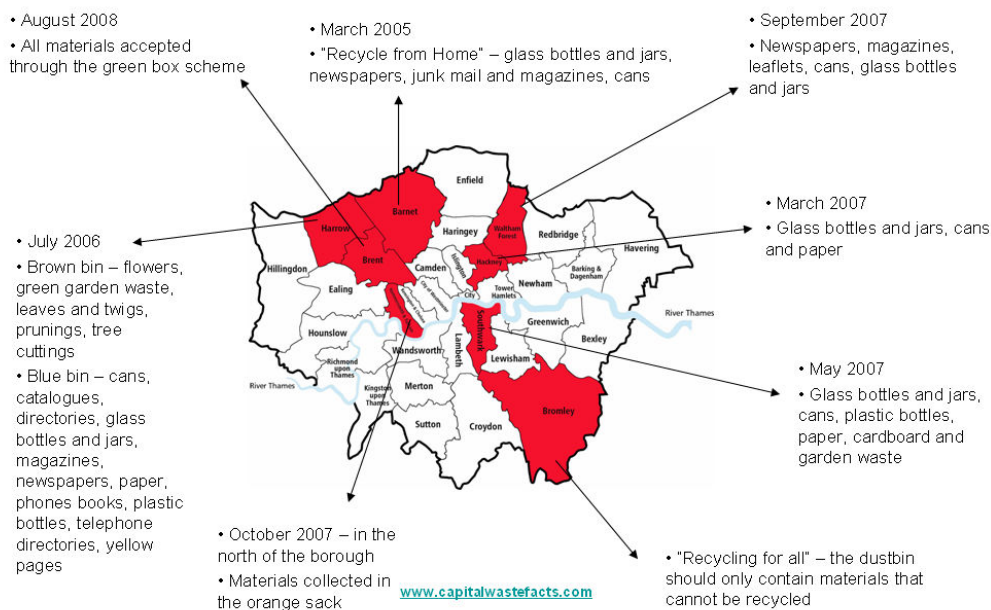 • August 2008
• All materials accepted
through the green box scheme
• March 2005
• "Recycle from Home" – glass bottles and jars,
newspapers, junk mail and magazines, cans
• September 2007
• Newspapers, magazines,
leaflets, cans, glass bottles
and jars
• March 2007
• Glass bottles and jars, cans
and paper
• July 2006
• Brown bin – flowers,
green garden waste,
leaves and twigs,
prunings, tree
cuttings
• Blue bin – cans,
catalogues,
directories, glass
bottles and jars,
magazines,
newspapers, paper,
phones books, plastic
bottles, telephone
directories, yellow
pages
Enfield
Barnet
Harrow
Haringey
Waltham
Forest
Redbridge
Havering
Brent
Hillingdon
Camden
Islington
Hackney
Barking &
Dagenham
Ealing
City of Westminster
City
Tower
Hamlets
Newham
Southwark
Greenwich
River Thames
Hounslow
Bexley
Wandsworth
Lambeth
Lewisham
Richmond
upon
Thames
River Thames
Kingston
upon
Thames
Merton
Bromley
Sutton
Croydon
• May 2007
• Glass bottles and jars,
cans, plastic bottles,
paper, cardboard and
garden waste
• October 2007 – in the
north of the borough
• Materials collected in
the orange sack
www.capitalwastefacts.com
• "Recycling for all" – the dustbin
should only contain materials that
cannot be recycled